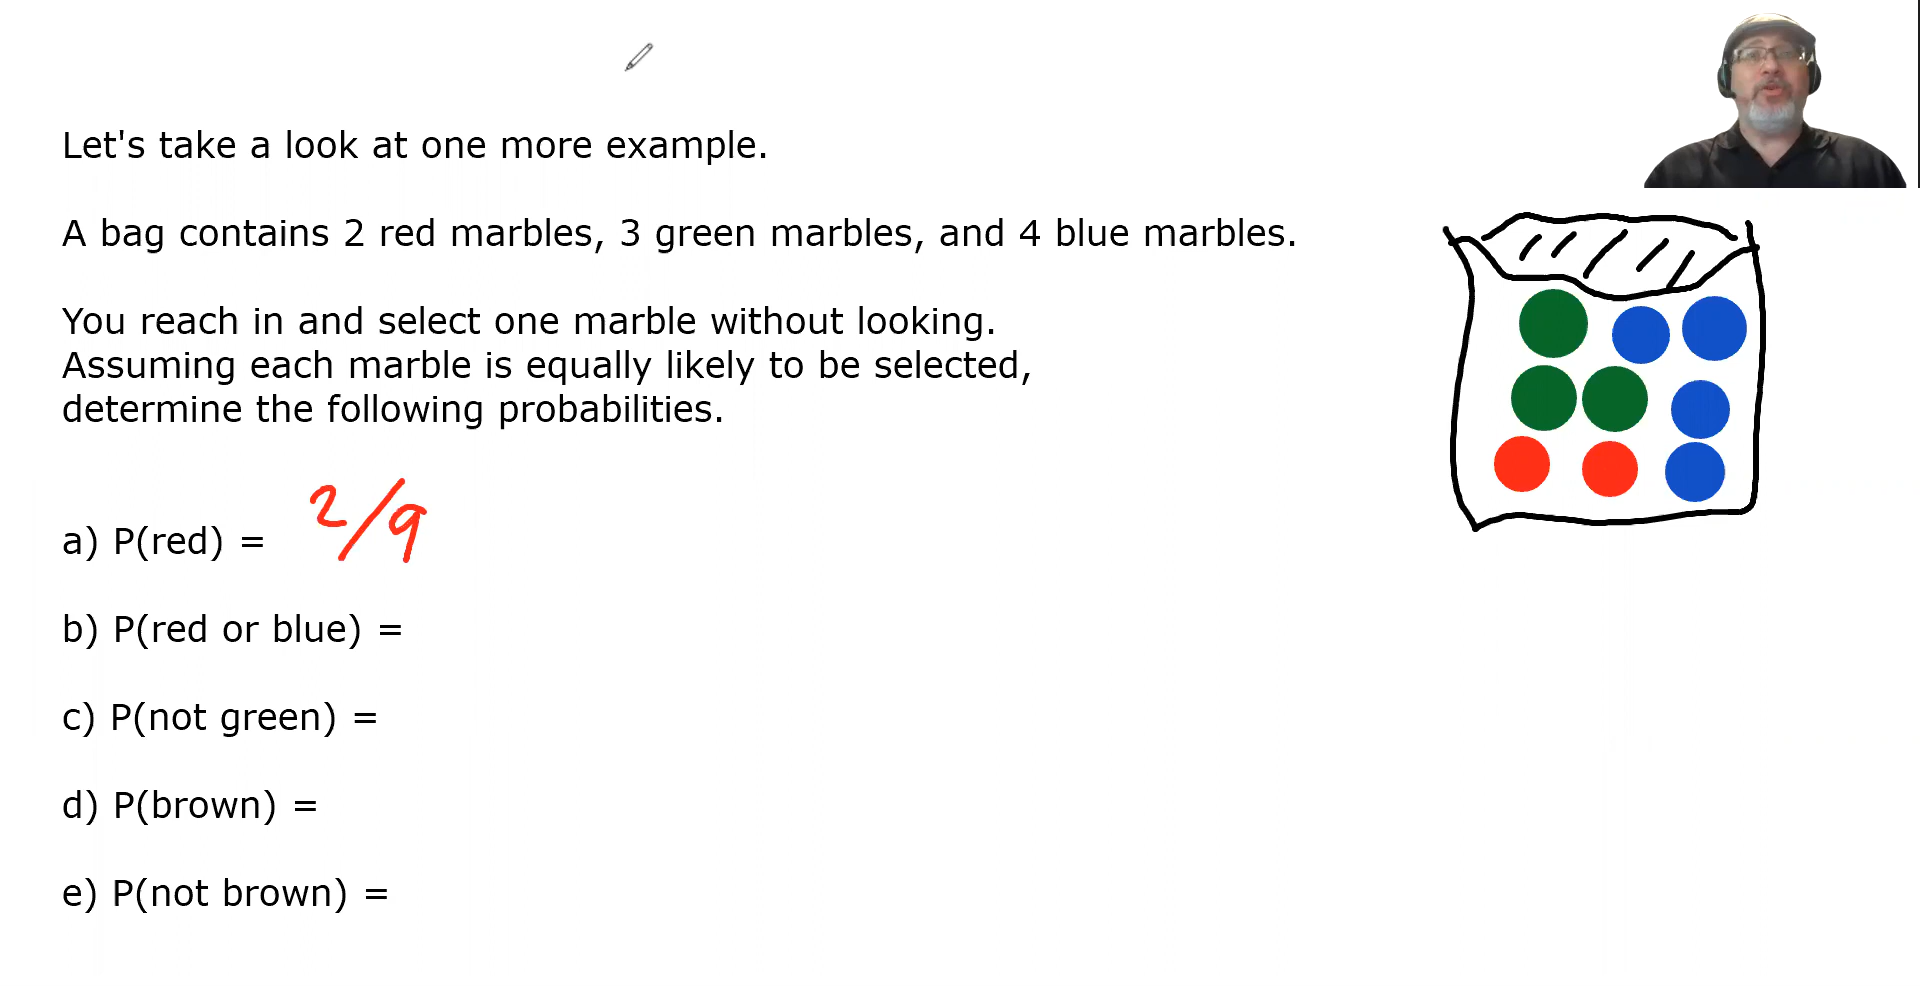 Let's take a look at one more example.
A bag contains 2 red marbles, 3 green marbles, and 4 blue marbles.
You reach in and select one marble without looking.
Assuming each marble is equally likely to be selected,
determine the following probabilities.
a) P(red) = 2/9
b) P(red or blue) =
c) P(not green) =
d) P(brown) =
e) P(not brown) =